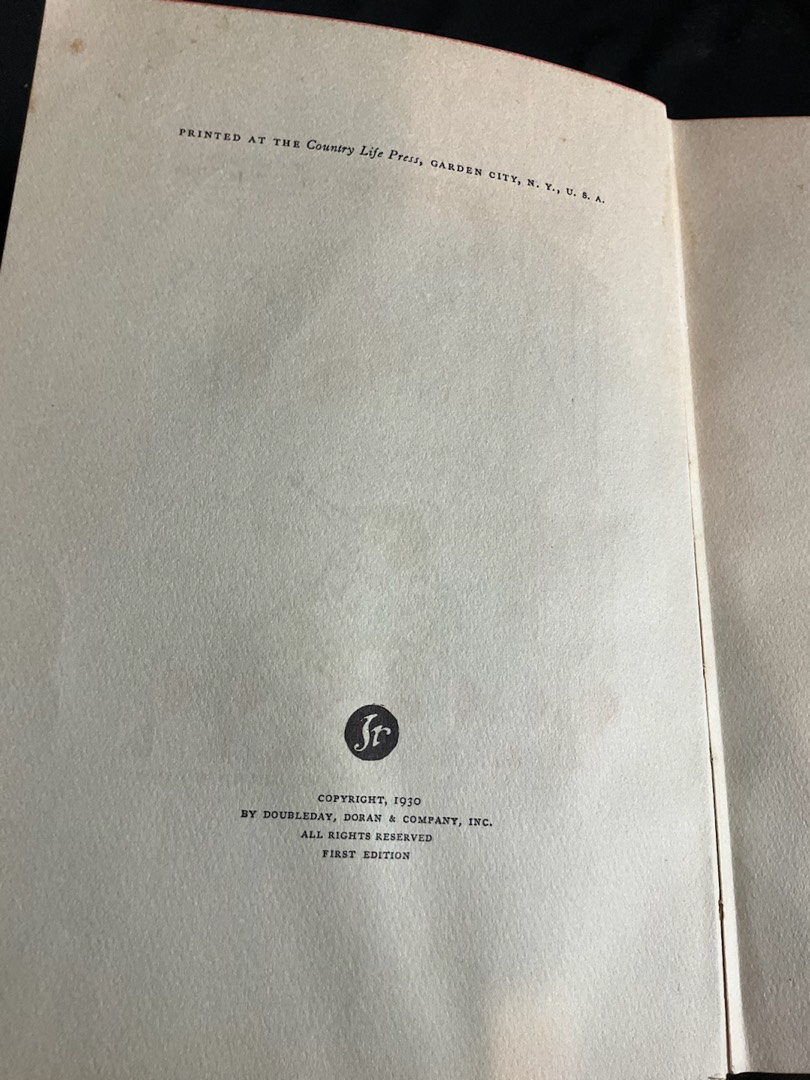 PRINTED AT THE Country Life Press, GARDEN CITY, N. Y., U. S. A.
Jr
COPYRIGHT, 1930
BY DOUBLEDAY, DORAN & COMPANY, INC.
ALL RIGHTS RESERVED
FIRST EDITION